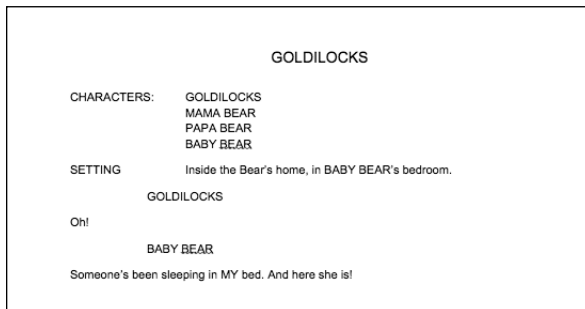 GOLDILOCKS
CHARACTERS: GOLDILOCKS
MAMA BEAR
PAPA BEAR
BABY BEAR
SETTING Inside the Bear's home, in BABY BEAR's bedroom.
GOLDILOCKS
Oh!
BABY BEAR
Someone's been sleeping in MY bed. And here she is!